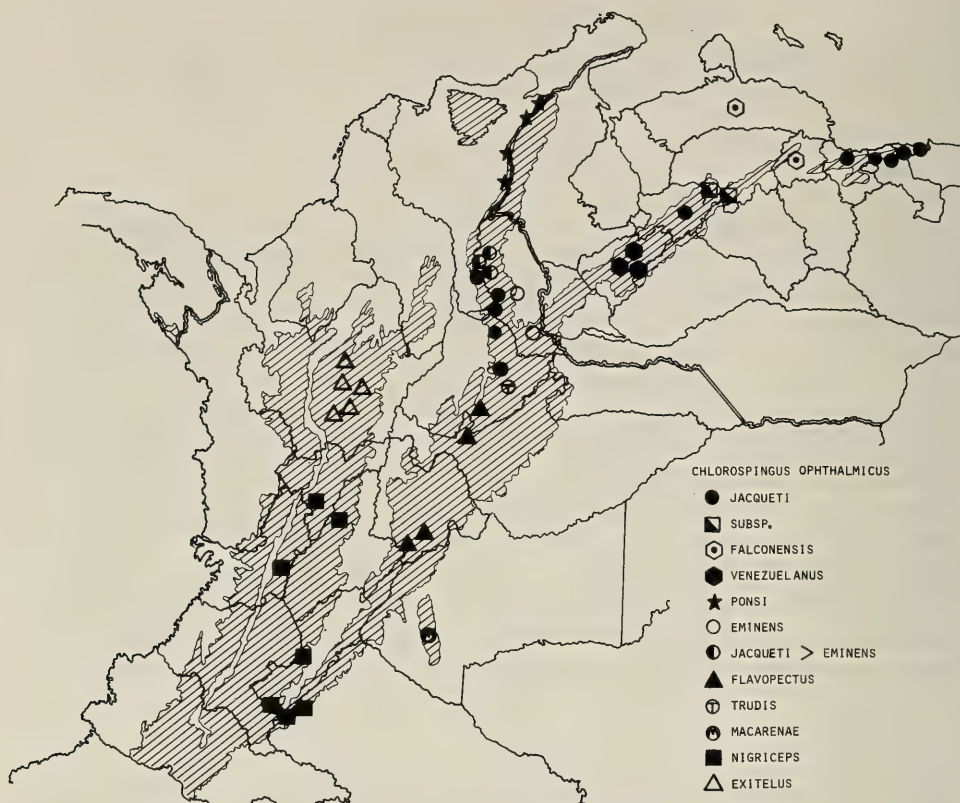 CHLOROSPINGUS OPHTHALMICUS
JACQUETI
SUBSP.
FALCONENSIS
VENEZUELANUS
PONSI
EMINENS
JACQUETI > EMINENS
FLAVOPECTUS
TRUDIS
MACARENAE
NIGRICEPS
EXITELUS